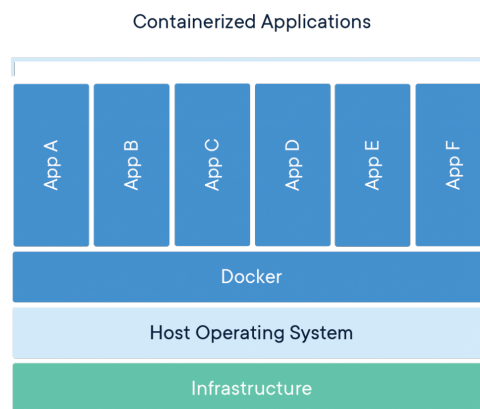 Containerized Applications
App A
App B
App C
App D
App E
App F
Docker
Host Operating System
Infrastructure